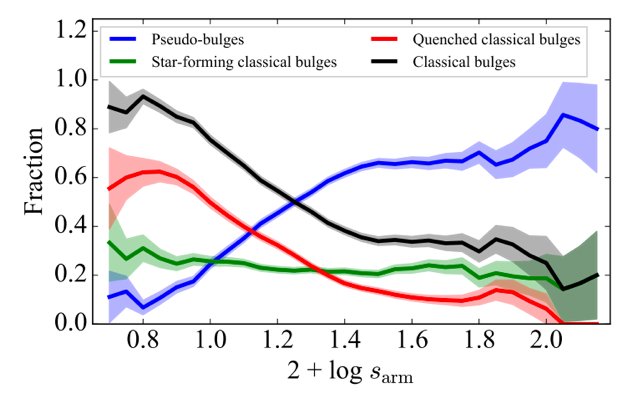 Pseudo-bulges
Quenched classical bulges
Star-forming classical bulges
Classical bulges
Fraction
1.2
1.0
0.8
0.6
0.4
0.2
0.0
0.8 1.0 1.2 1.4 1.6 1.8 2.0
2 + log s_arm